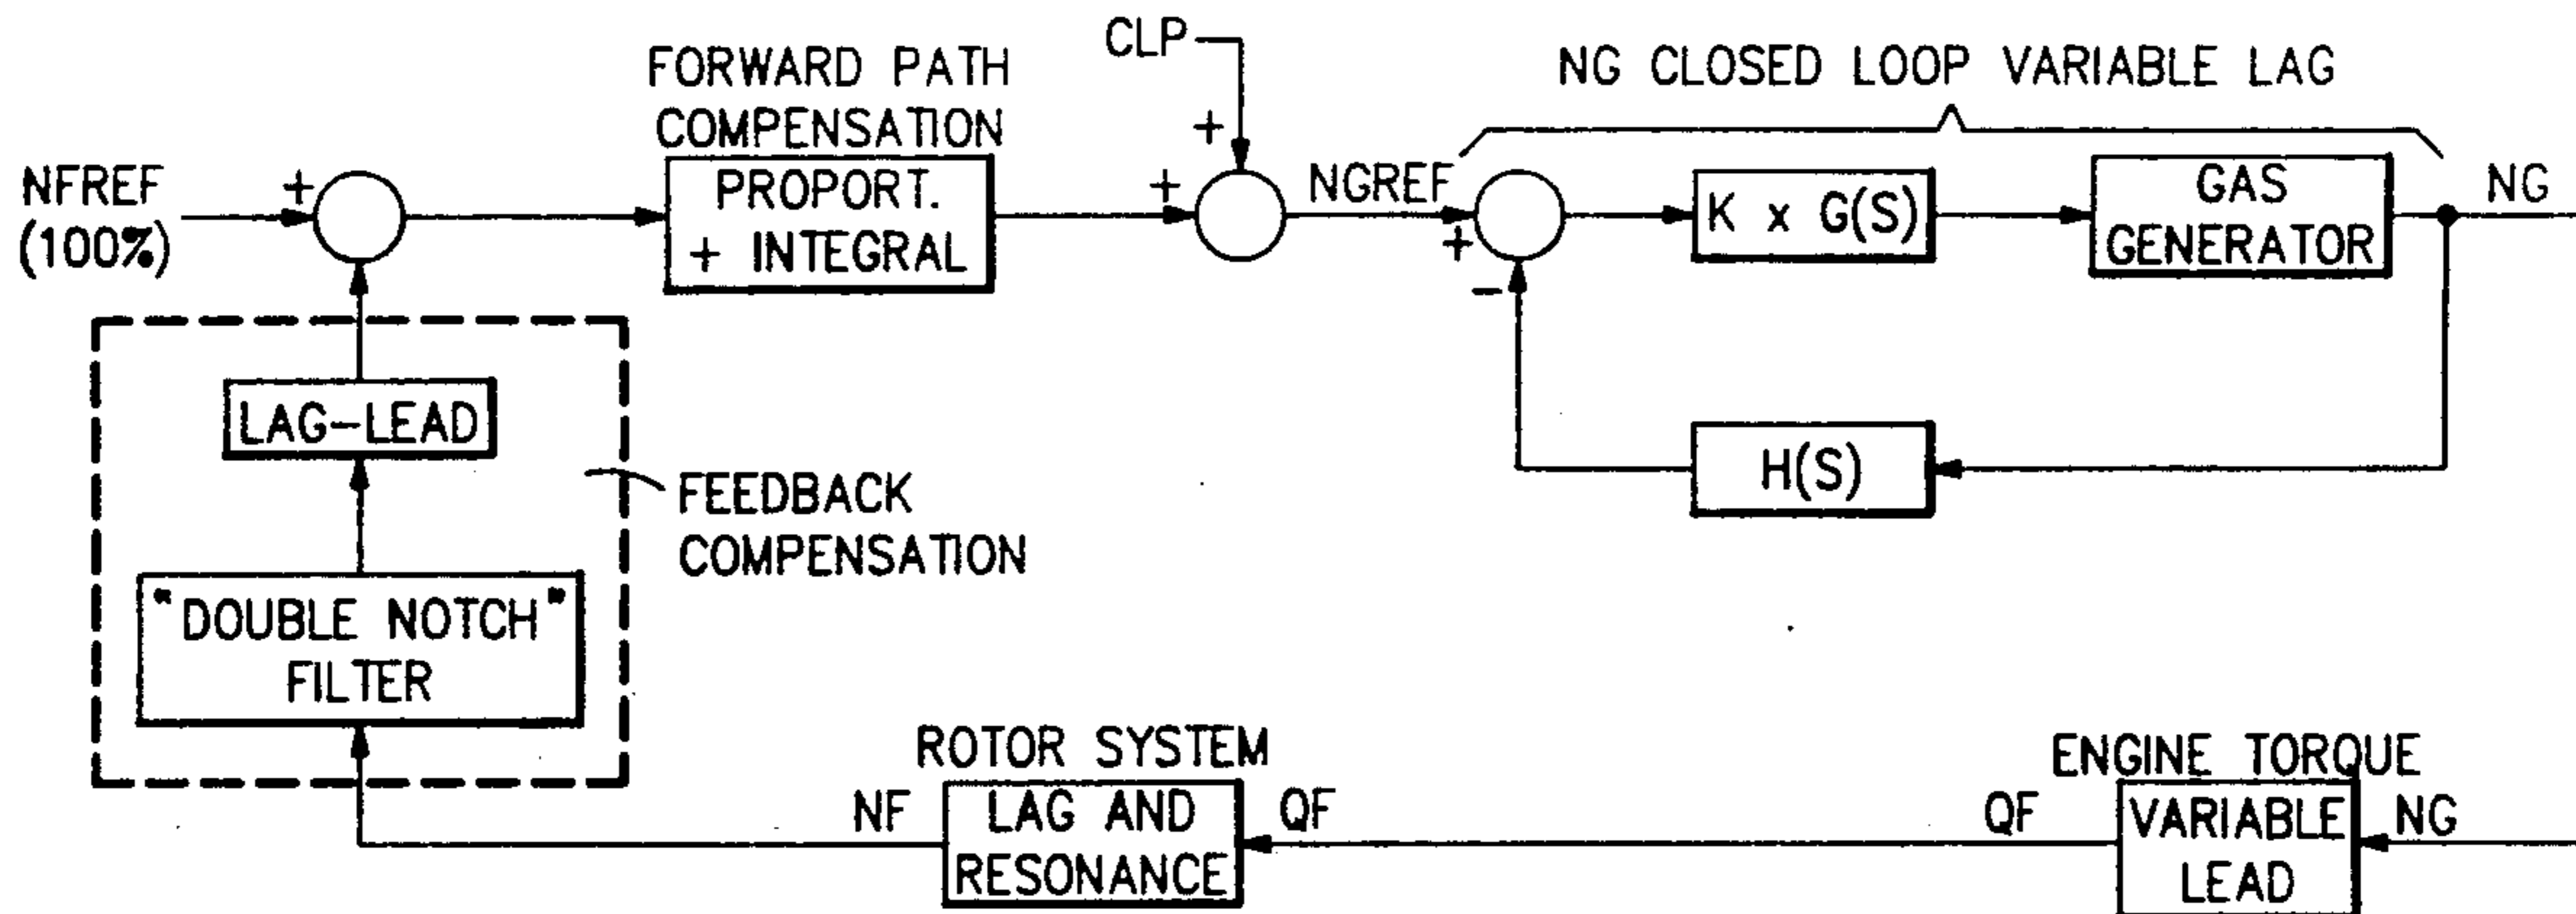 CLP
FORWARD PATH
COMPENSATION
NG CLOSED LOOP VARIABLE LAG
NFREF
(100%)
+
PROPORT.
+ INTEGRAL
+
+
NGREF
+
-
K x G(S)
GAS
GENERATOR
NG
LAG-LEAD
H(S)
FEEDBACK
COMPENSATION
"DOUBLE NOTCH"
FILTER
ROTOR SYSTEM
NF
LAG AND
RESONANCE
QF
QF
ENGINE TORQUE
VARIABLE
LEAD
NG